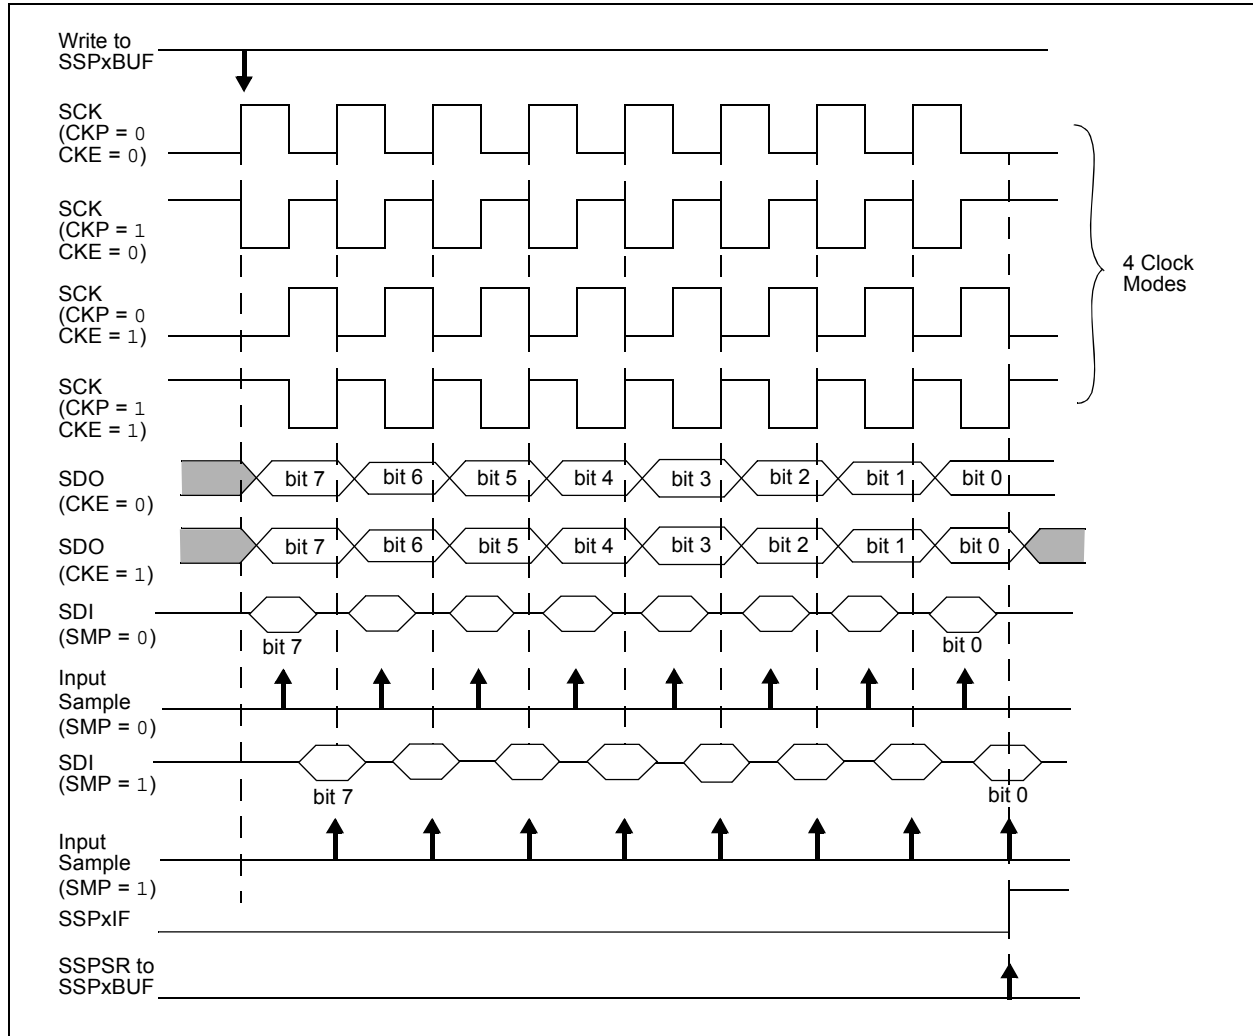 Write to
SSPxBUF
SCK
(CKP = 0
CKE = 0)
SCK
(CKP = 1
CKE = 0)
SCK
(CKP = 0
CKE = 1)
SCK
(CKP = 1
CKE = 1)
4 Clock
Modes
SDO
(CKE = 0)
bit 7 bit 6 bit 5 bit 4 bit 3 bit 2 bit 1 bit 0
SDO
(CKE = 1)
bit 7 bit 6 bit 5 bit 4 bit 3 bit 2 bit 1 bit 0
SDI
(SMP = 0)
bit 7 bit 0
Input
Sample
(SMP = 0)
SDI
(SMP = 1)
bit 7 bit 0
Input
Sample
(SMP = 1)
SSPxIF
SSPSR to
SSPxBUF